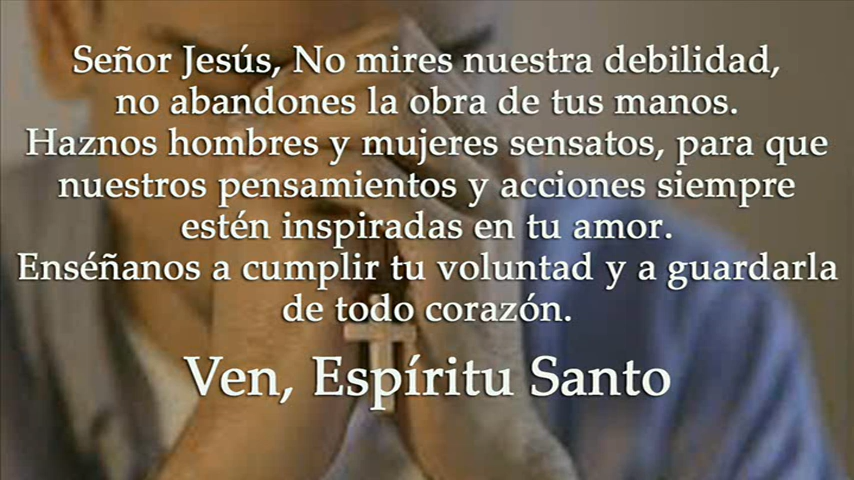 Señor Jesús, No mires nuestra debilidad,
no abandones la obra de tus manos.
Haznos hombres y mujeres sensatos, para que
nuestros pensamientos y acciones siempre
estén inspiradas en tu amor.
Enséñanos a cumplir tu voluntad y a guardarla
de todo corazón.
Ven, Espíritu Santo